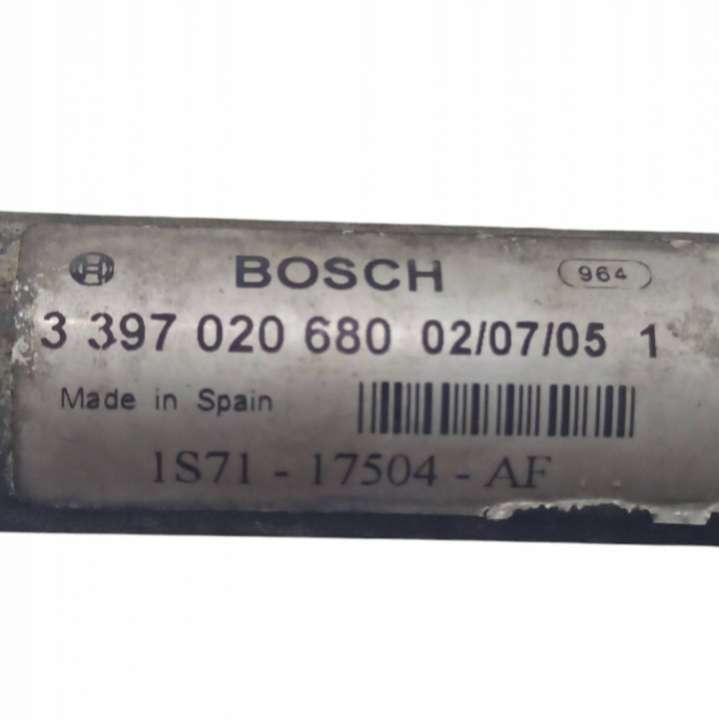 BOSCH 964
3 397 020 680 02/07/05 1
Made in Spain
1S71 - 17504 - AF